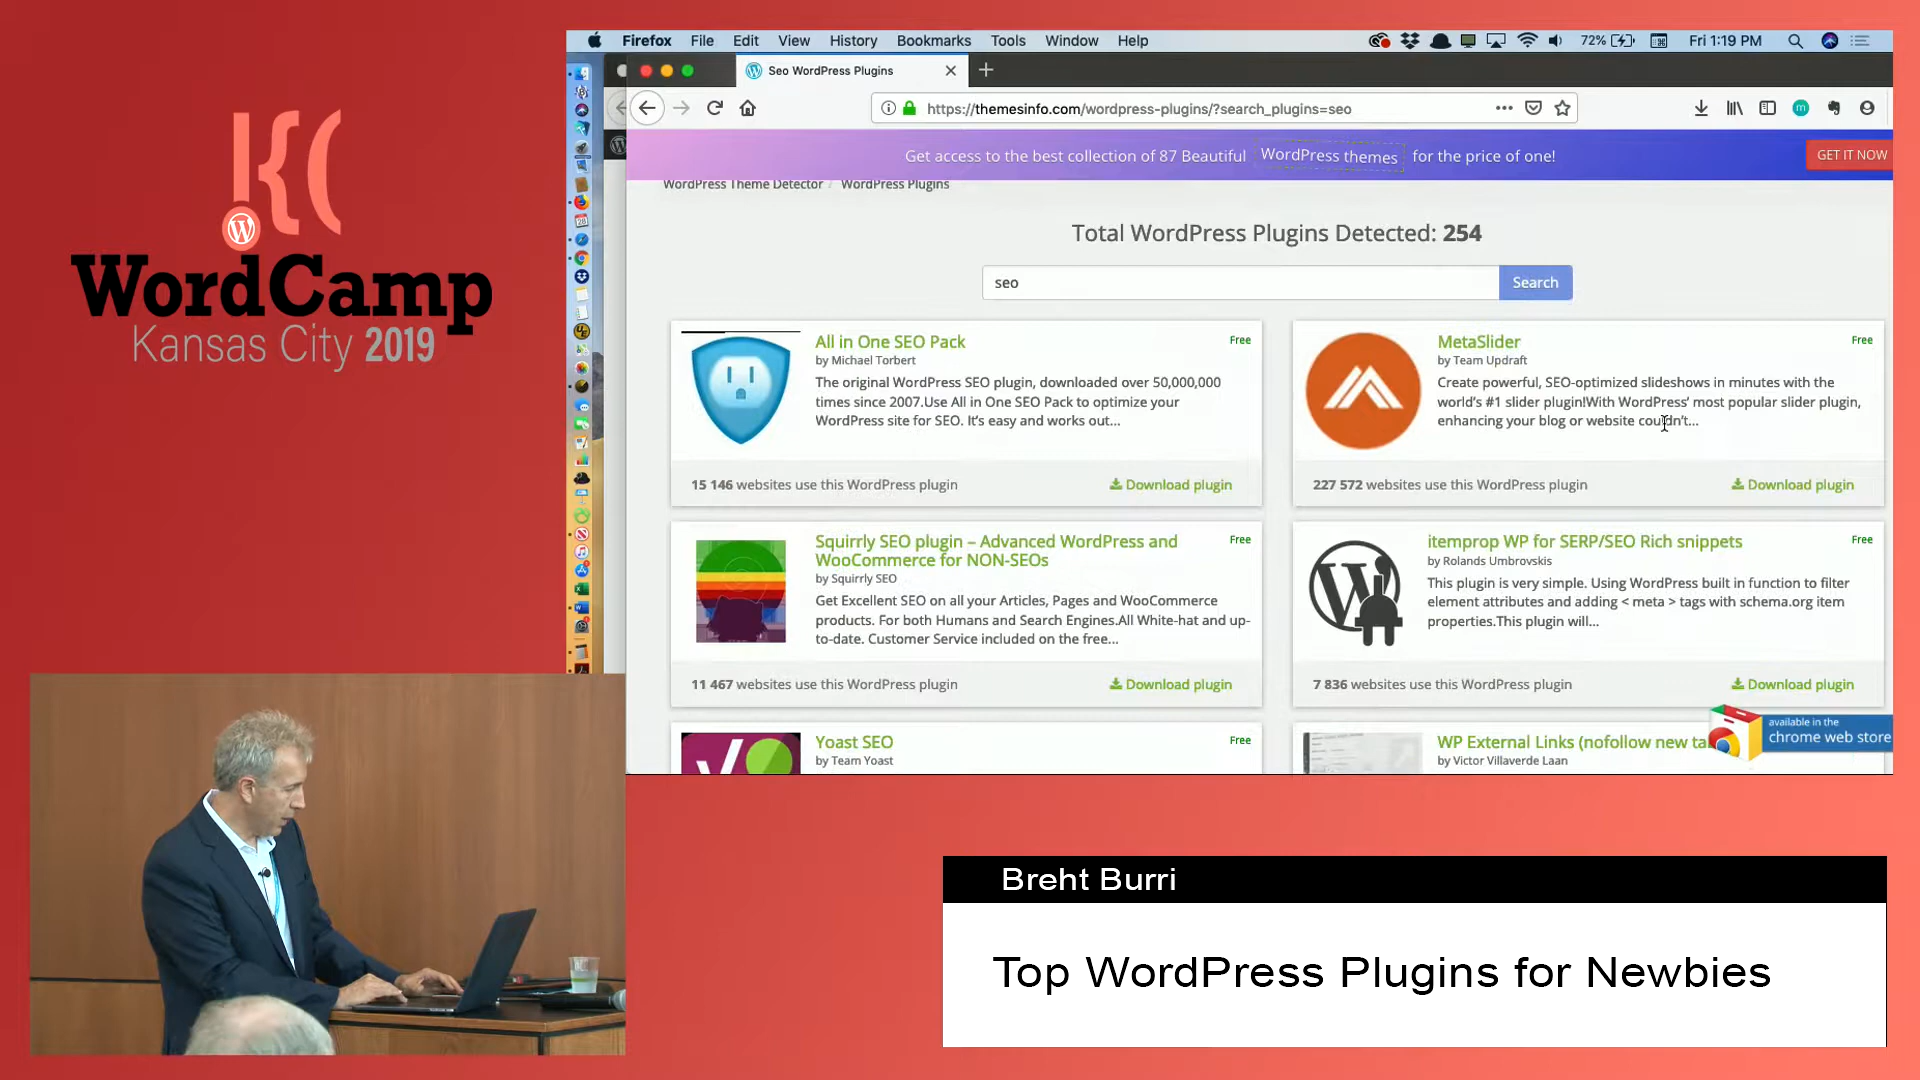 Firefox File Edit View History Bookmarks Tools Window Help
72% Fri 1:19 PM
Seo WordPress Plugins
https://themesinfo.com/wordpress-plugins/?search_plugins=seo
Get access to the best collection of 87 Beautiful WordPress themes for the price of one!
GET IT NOW
WordPress Theme Detector / WordPress Plugins
Total WordPress Plugins Detected: 254
seo
Search
All in One SEO Pack
Free
by Michael Torbert
The original WordPress SEO plugin, downloaded over 50,000,000
times since 2007.Use All in One SEO Pack to optimize your
WordPress site for SEO. It's easy and works out...
15 146 websites use this WordPress plugin
Download plugin
MetaSlider
Free
by Team Updraft
Create powerful, SEO-optimized slideshows in minutes with the
world's #1 slider plugin!With WordPress' most popular slider plugin,
enhancing your blog or website couldn't...
227 572 websites use this WordPress plugin
Download plugin
Squirrly SEO plugin – Advanced WordPress and
WooCommerce for NON-SEOs
Free
by Squirrly SEO
Get Excellent SEO on all your Articles, Pages and WooCommerce
products. For both Humans and Search Engines.All White-hat and up-
to-date. Customer Service included on the free...
11 467 websites use this WordPress plugin
Download plugin
itemprop WP for SERP/SEO Rich snippets
Free
by Rolands Umbrovskis
This plugin is very simple. Using WordPress built in function to filter
element attributes and adding < meta > tags with schema.org item
properties.This plugin will...
7 836 websites use this WordPress plugin
Download plugin
Yoast SEO
Free
by Team Yoast
WP External Links (nofollow new
by Victor Villaverde Laan
available in the
chrome web store
K(
WordCamp
Kansas City 2019
Breht Burri
Top WordPress Plugins for Newbies